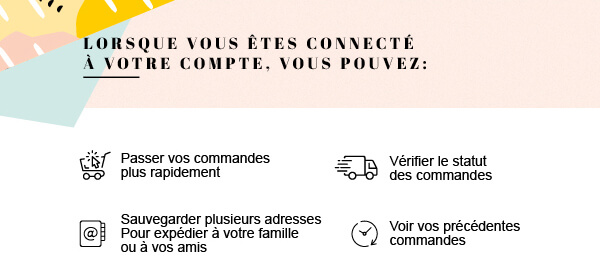 LORSQUE VOUS ÊTES CONNECTÉ
À VOTRE COMPTE, VOUS POUVEZ:
Passer vos commandes
plus rapidement
Vérifier le statut
des commandes
Sauvegarder plusieurs adresses
Pour expédier à votre famille
ou à vos amis
Voir vos précédentes
commandes